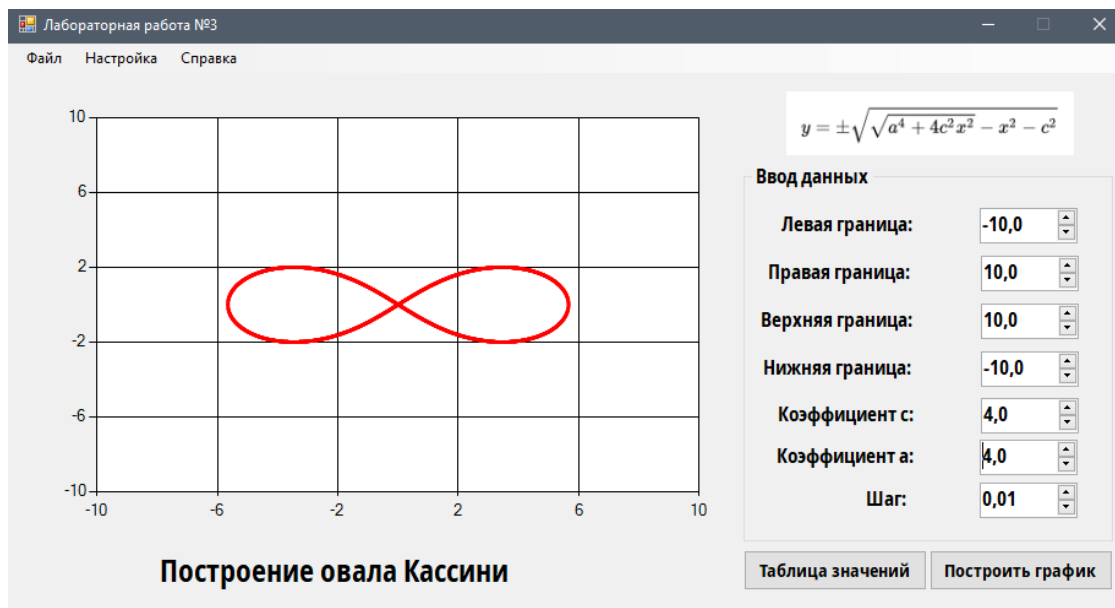 Лабораторная работа №3
Файл Настройка Справка
10
6
2
-2
-6
-10
-10 -6 -2 2 6 10
Построение овала Кассини
y = ±√(√(a⁴ + 4c²x²) − x² − c²)
Ввод данных
Левая граница: -10,0
Правая граница: 10,0
Верхняя граница: 10,0
Нижняя граница: -10,0
Коэффициент c: 4,0
Коэффициент a: 4,0
Шаг: 0,01
Таблица значений Построить график